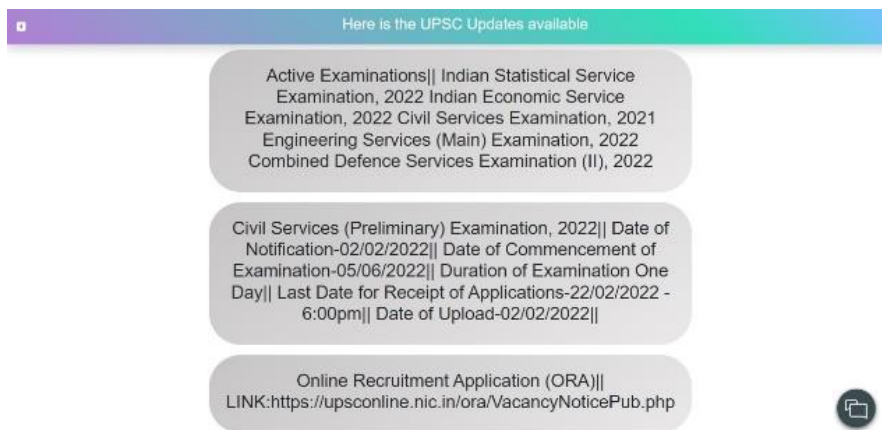 Here is the UPSC Updates available
Active Examinations|| Indian Statistical Service
Examination, 2022 Indian Economic Service
Examination, 2022 Civil Services Examination, 2021
Engineering Services (Main) Examination, 2022
Combined Defence Services Examination (II), 2022
Civil Services (Preliminary) Examination, 2022|| Date of
Notification-02/02/2022|| Date of Commencement of
Examination-05/06/2022|| Duration of Examination One
Day|| Last Date for Receipt of Applications-22/02/2022 -
6:00pm|| Date of Upload-02/02/2022||
Online Recruitment Application (ORA)||
LINK:https://upsconline.nic.in/ora/VacancyNoticePub.php